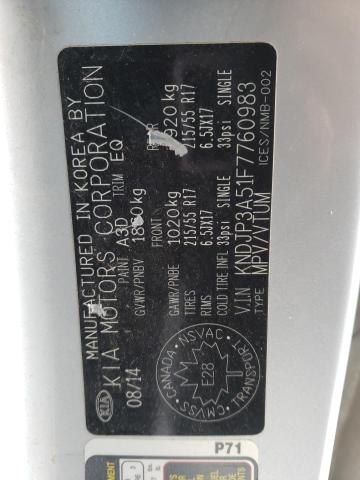 MANUFACTURED IN KOREA BY
KIA KIA MOTORS CORPORATION
08/14 PAINT A3D TRIM EQ
GVWR/PNBV kg
FRONT
GAWR/PNBE 1020kg 920kg
TIRES 215/55 R17 215/55 R17
RIMS 6.5JX17 6.5JX17
COLD TIRE INFL 33psi SINGLE 33psi SINGLE
V.I.N KNDJP3A51F7760983
TYPE MPV/VTUM ICES/NMB-002
CANADA NSVAC
CMVSS TRANSPORT
E28
P71